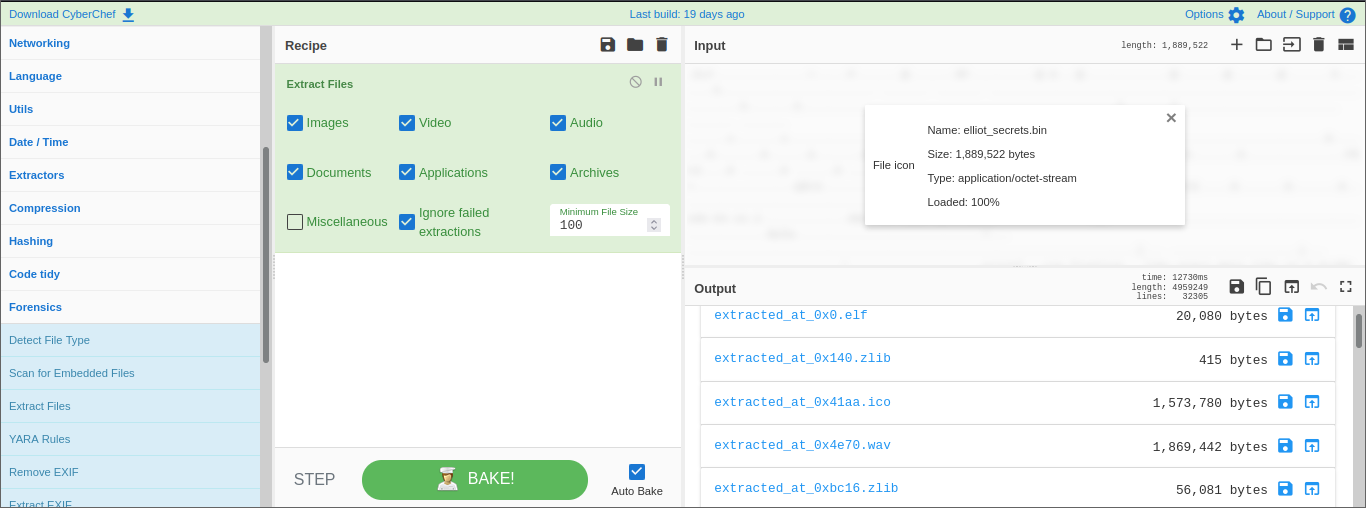 Download CyberChef
Last build: 19 days ago
Options
About / Support
Networking
Language
Utils
Date / Time
Extractors
Compression
Hashing
Code tidy
Forensics
Detect File Type
Scan for Embedded Files
Extract Files
YARA Rules
Remove EXIF
Extract EXIF
Recipe
Extract Files
Images
Video
Audio
Documents
Applications
Archives
Miscellaneous
Ignore failed
extractions
Minimum File Size
100
STEP
BAKE!
Auto Bake
Input
length: 1,889,522
File icon
Name: elliot_secrets.bin
Size: 1,889,522 bytes
Type: application/octet-stream
Loaded: 100%
Output
time: 12730ms
length: 4959249
lines: 32305
extracted_at_0x0.elf 20,080 bytes
extracted_at_0x140.zlib 415 bytes
extracted_at_0x41aa.ico 1,573,780 bytes
extracted_at_0x4e70.wav 1,869,442 bytes
extracted_at_0xbc16.zlib 56,081 bytes